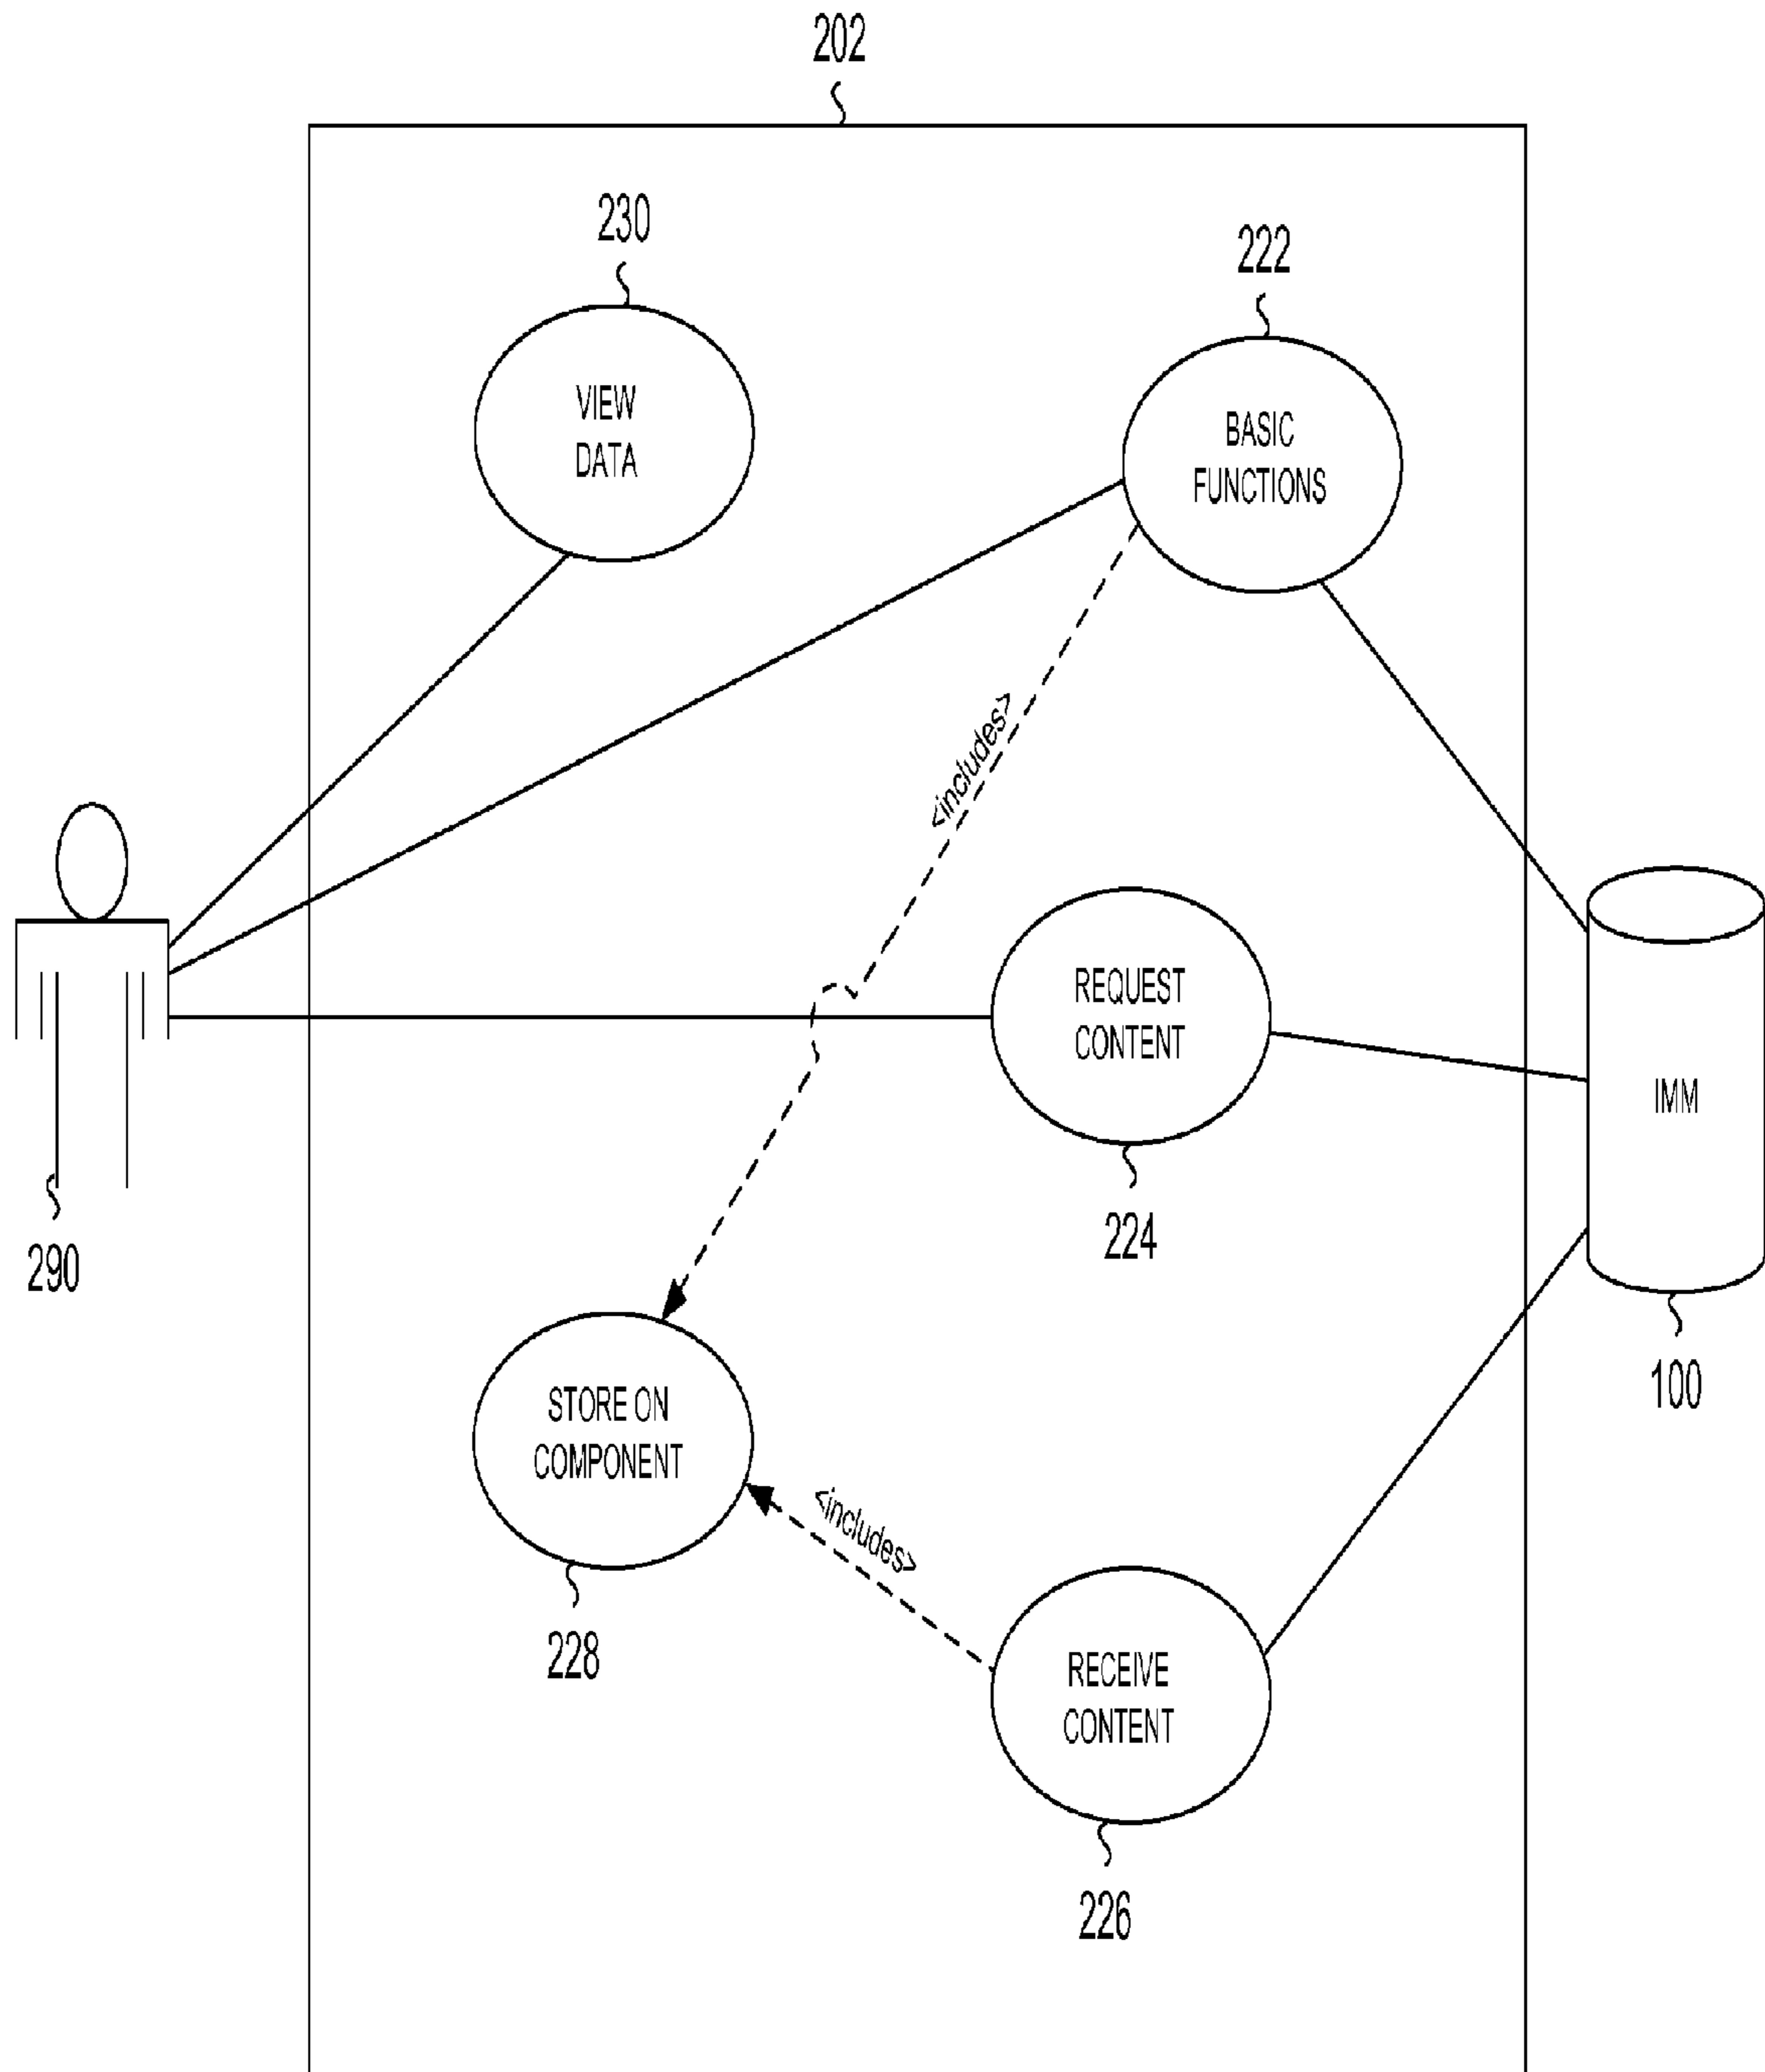 202
230
222
VIEW
DATA
BASIC
FUNCTIONS
<includes>
REQUEST
CONTENT
IMM
290
224
100
STORE ON
COMPONENT
<includes>
228
RECEIVE
CONTENT
226